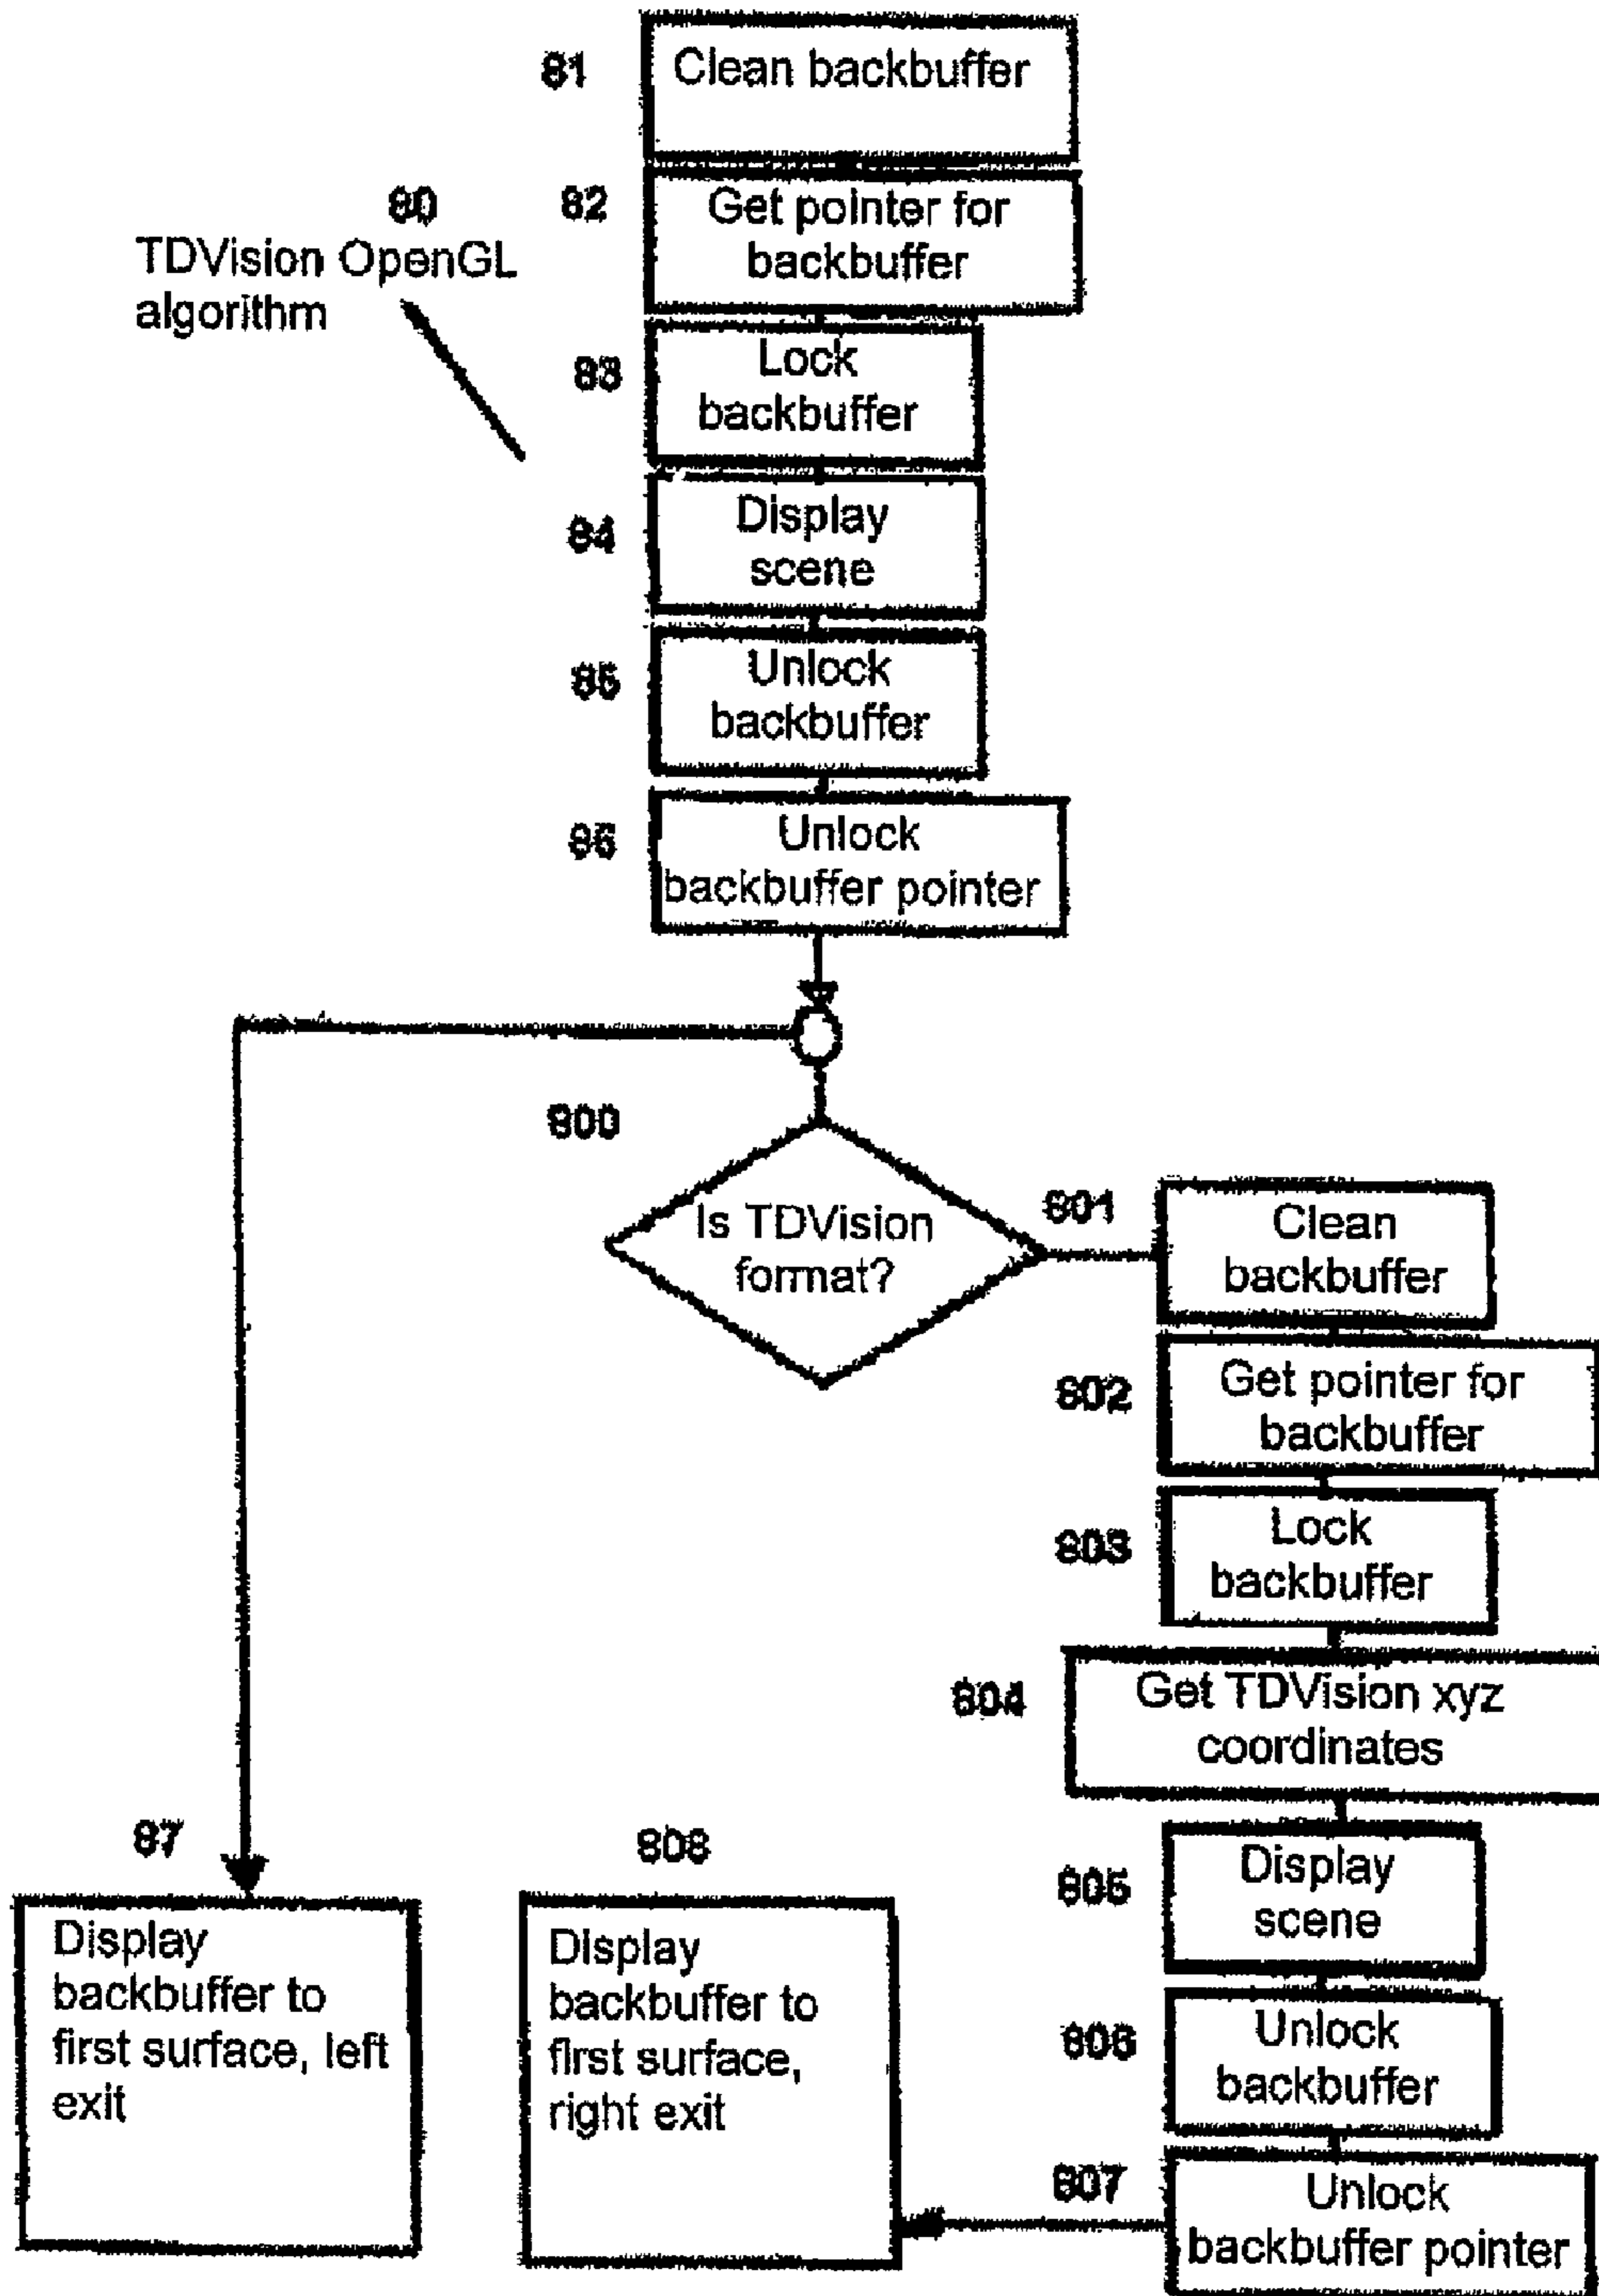 81
Clean backbuffer
80
TDVision OpenGL
algorithm
82
Get pointer for
backbuffer
83
Lock
backbuffer
84
Display
scene
85
Unlock
backbuffer
86
Unlock
backbuffer pointer
800
Is TDVision
format?
801
Clean
backbuffer
802
Get pointer for
backbuffer
803
Lock
backbuffer
804
Get TDVision xyz
coordinates
805
Display
scene
806
Unlock
backbuffer
807
Unlock
backbuffer pointer
87
Display
backbuffer to
first surface, left
exit
808
Display
backbuffer to
first surface,
right exit